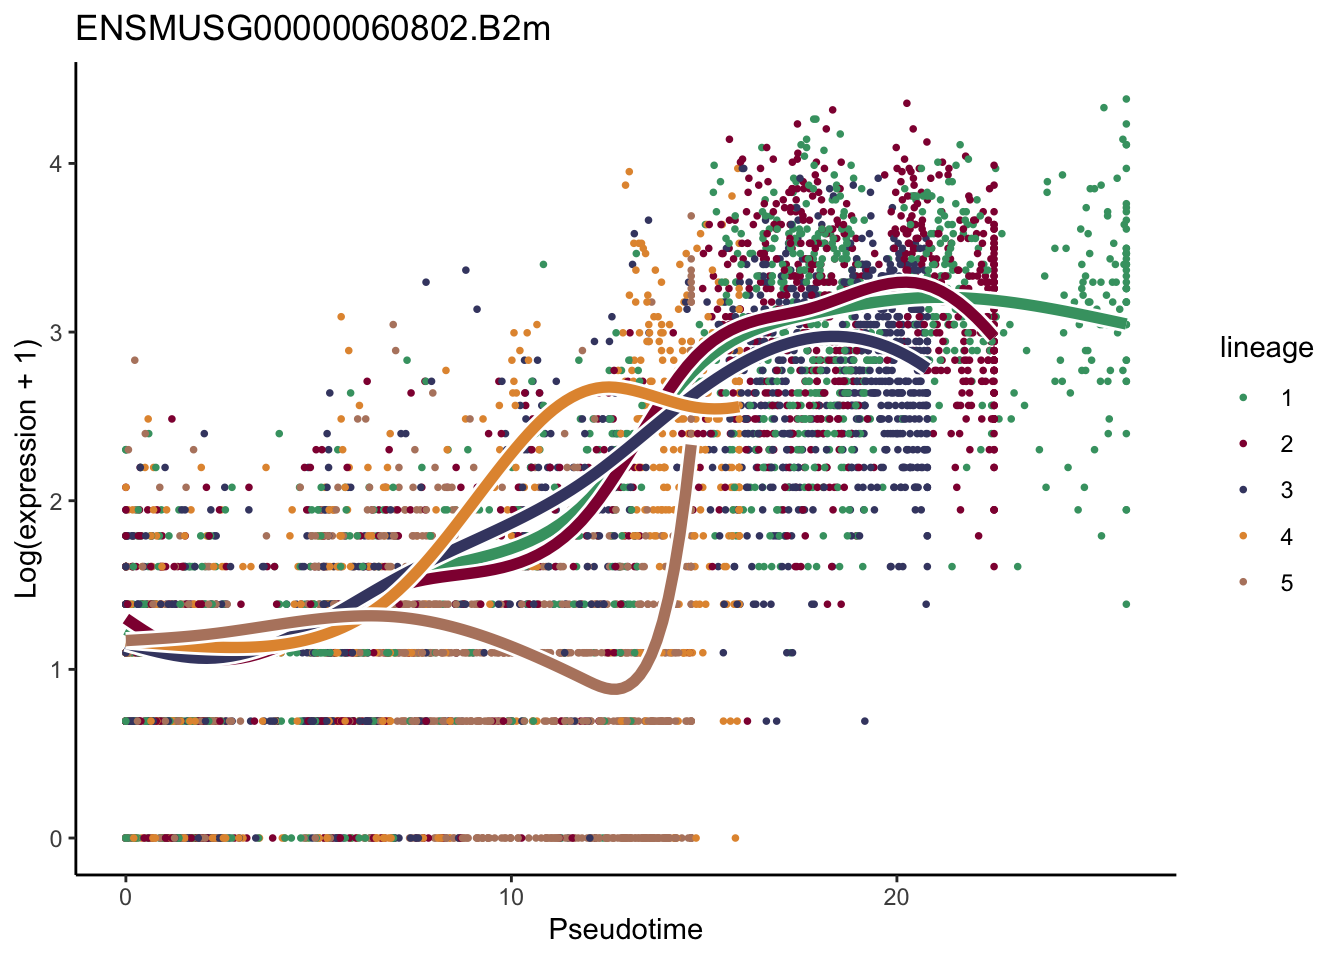 ENSMUSG00000060802.B2m
Log(expression + 1)
4
3
2
1
0
0 10 20
Pseudotime
lineage
1
2
3
4
5